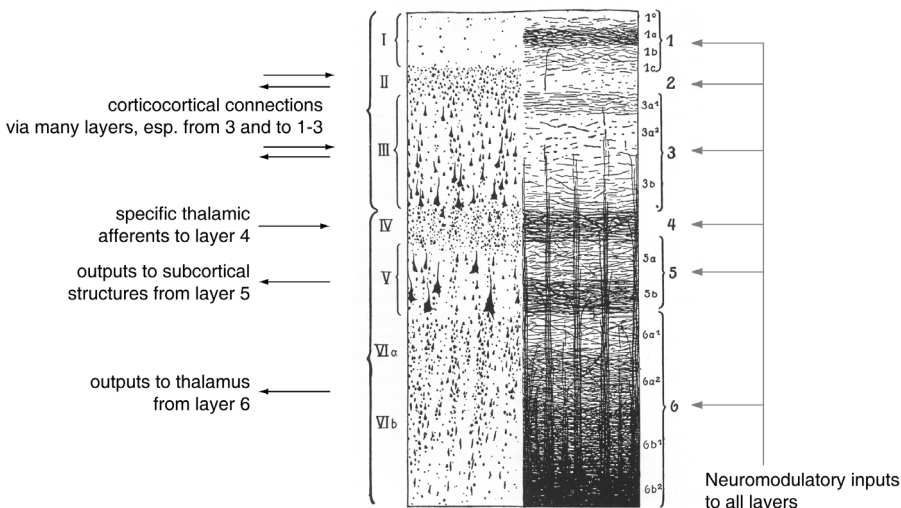 corticocortical connections
via many layers, esp. from 3 and to 1-3
specific thalamic
afferents to layer 4
outputs to subcortical
structures from layer 5
outputs to thalamus
from layer 6
I
II
III
IV
V
VIa
VIb
1⁰
1a
1b
1c
3a¹
3a²
3b
5a
5b
6a¹
6a²
6b¹
6b²
1
2
3
4
5
6
Neuromodulatory inputs
to all layers